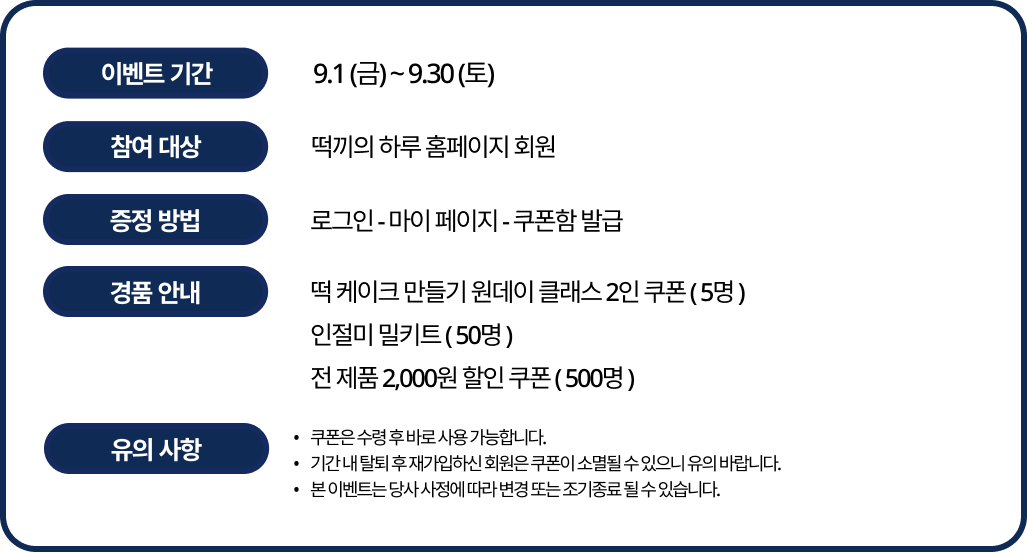 이벤트 기간
9.1 (금) ~ 9.30 (토)
참여 대상
떡끼의 하루 홈페이지 회원
증정 방법
로그인 - 마이 페이지 - 쿠폰함 발급
경품 안내
떡 케이크 만들기 원데이 클래스 2인 쿠폰 ( 5명 )
인절미 밀키트 ( 50명 )
전 제품 2,000원 할인 쿠폰 ( 500명 )
유의 사항
• 쿠폰은 수령 후 바로 사용 가능합니다.
• 기간 내 탈퇴 후 재가입하신 회원은 쿠폰이 소멸될 수 있으니 유의 바랍니다.
• 본 이벤트는 당사 사정에 따라 변경 또는 조기종료 될 수 있습니다.